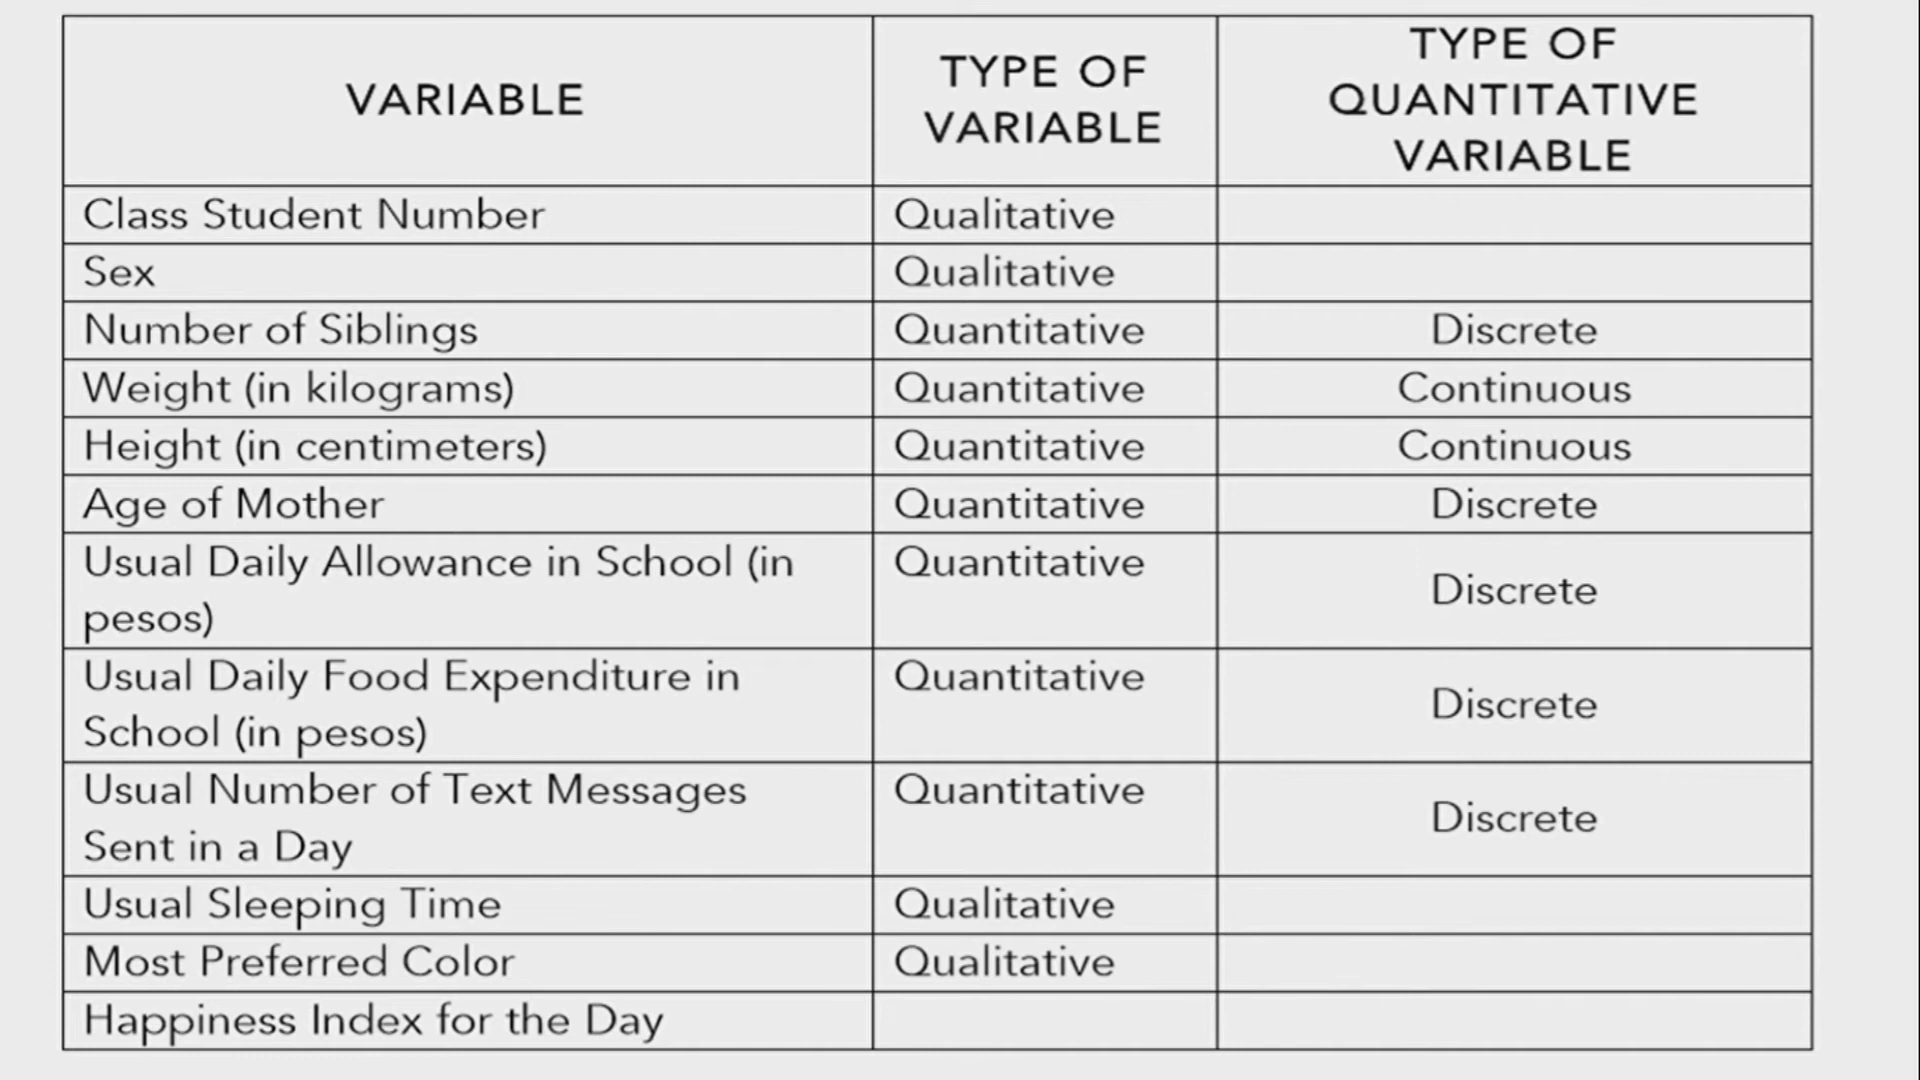 VARIABLE
TYPE OF
VARIABLE
TYPE OF
QUANTITATIVE
VARIABLE
Class Student Number
Qualitative
Sex
Qualitative
Number of Siblings
Quantitative
Discrete
Weight (in kilograms)
Quantitative
Continuous
Height (in centimeters)
Quantitative
Continuous
Age of Mother
Quantitative
Discrete
Usual Daily Allowance in School (in
pesos)
Quantitative
Discrete
Usual Daily Food Expenditure in
School (in pesos)
Quantitative
Discrete
Usual Number of Text Messages
Sent in a Day
Quantitative
Discrete
Usual Sleeping Time
Qualitative
Most Preferred Color
Qualitative
Happiness Index for the Day